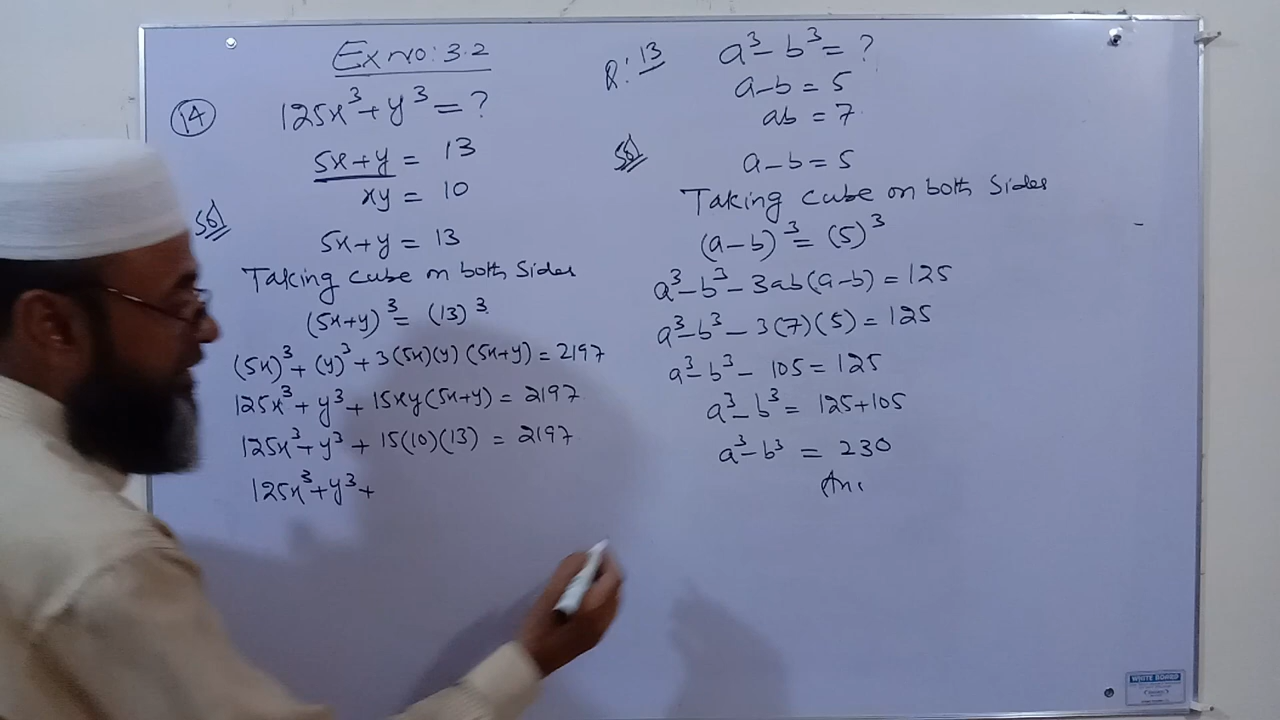 Ex NO: 3.2
14
125x³ + y³ = ?
5x+y = 13
xy = 10
Sol
5x+y = 13
Taking cube on both sides
(5x+y)³ = (13)³
(5x)³ + (y)³ + 3(5x)(y)(5x+y) = 2197
125x³ + y³ + 15xy(5x+y) = 2197
125x³ + y³ + 15(10)(13) = 2197
125x³ + y³ +
Q: 13
a³ - b³ = ?
a-b = 5
ab = 7
Sol
a-b = 5
Taking cube on both sides
(a-b)³ = (5)³
a³ - b³ - 3ab(a-b) = 125
a³ - b³ - 3(7)(5) = 125
a³ - b³ - 105 = 125
a³ - b³ = 125+105
a³ - b³ = 230
Ans
WHITE BOARD